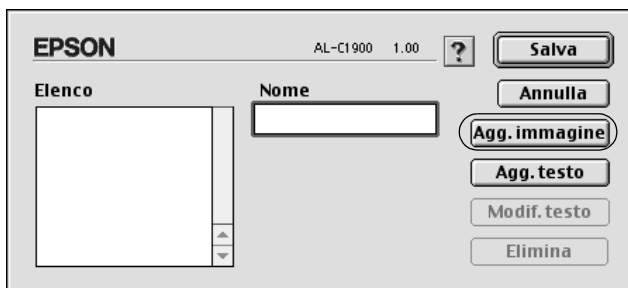 EPSON
AL-C1900 1.00
?
Salva
Elenco
Nome
Annulla
Agg. immagine
Agg. testo
Modif. testo
Elimina